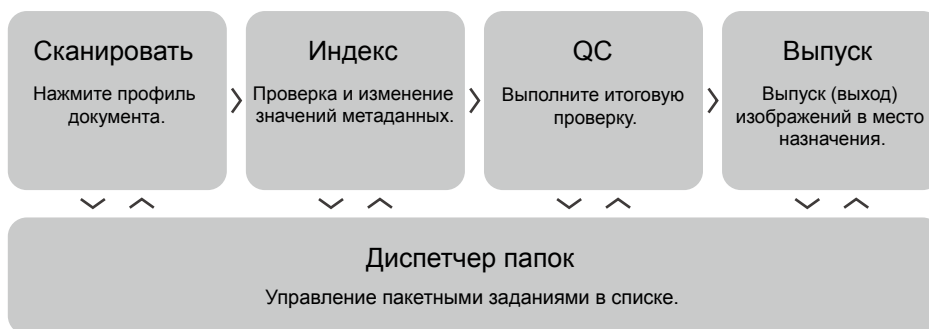 Сканировать
Нажмите профиль
документа.
Индекс
Проверка и изменение
значений метаданных.
QC
Выполните итоговую
проверку.
Выпуск
Выпуск (выход)
изображений в место
назначения.
Диспетчер папок
Управление пакетными заданиями в списке.